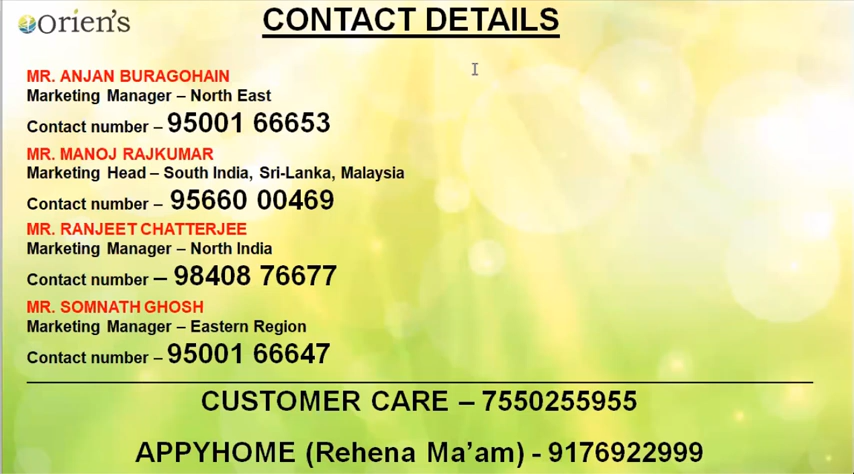 Orien's
CONTACT DETAILS
MR. ANJAN BURAGOHAIN
Marketing Manager – North East
Contact number – 95001 66653
MR. MANOJ RAJKUMAR
Marketing Head – South India, Sri-Lanka, Malaysia
Contact number – 95660 00469
MR. RANJEET CHATTERJEE
Marketing Manager – North India
Contact number – 98408 76677
MR. SOMNATH GHOSH
Marketing Manager – Eastern Region
Contact number – 95001 66647
CUSTOMER CARE – 7550255955
APPYHOME (Rehena Ma’am) - 9176922999